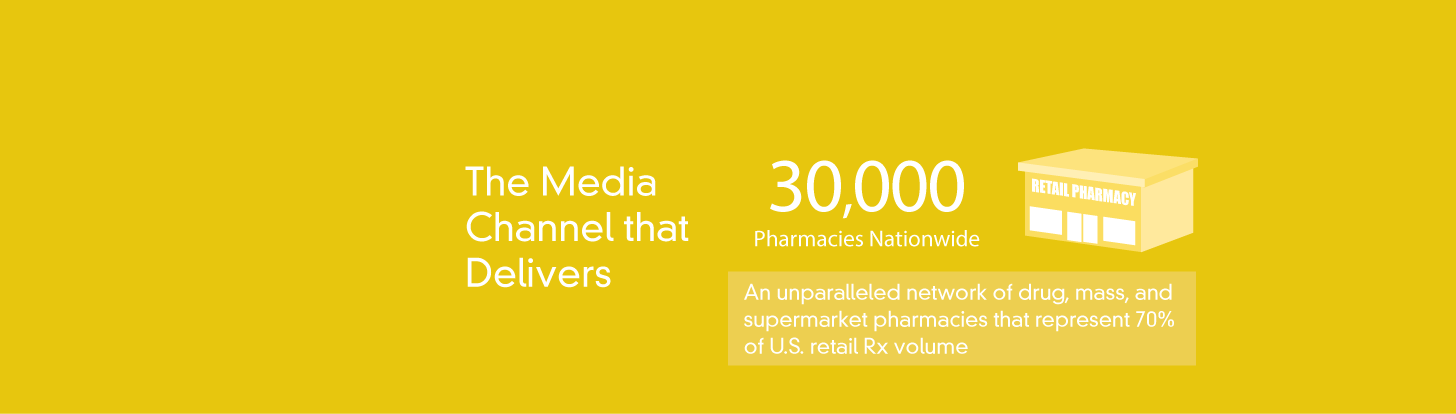 The Media
Channel that
Delivers
30,000
Pharmacies Nationwide
RETAIL PHARMACY
An unparalleled network of drug, mass, and
supermarket pharmacies that represent 70%
of U.S. retail Rx volume